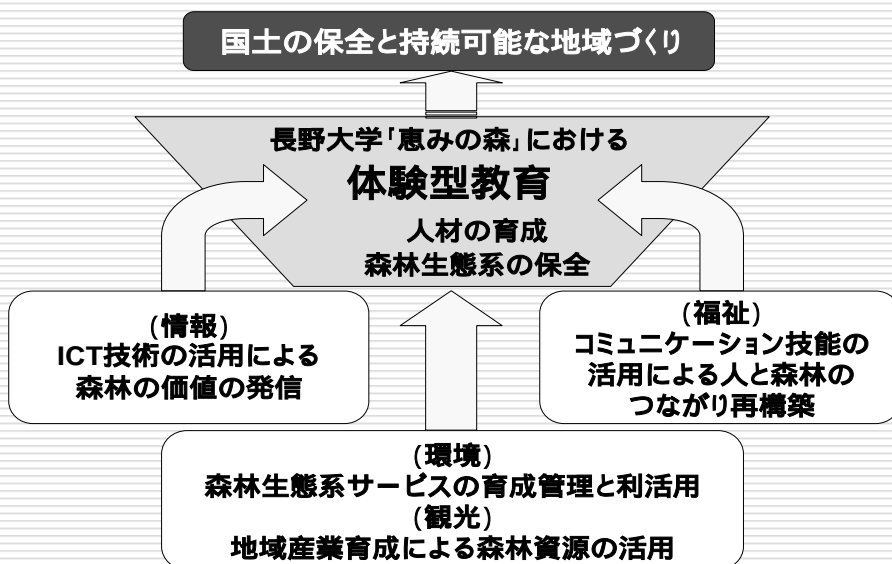 国土の保全と持続可能な地域づくり
長野大学｢恵みの森｣における
体験型教育
人材の育成
森林生態系の保全
(情報)
ICT技術の活用による
森林の価値の発信
(福祉)
コミュニケーション技能の
活用による人と森林の
つながり再構築
(環境)
森林生態系サービスの育成管理と利活用
(観光)
地域産業育成による森林資源の活用